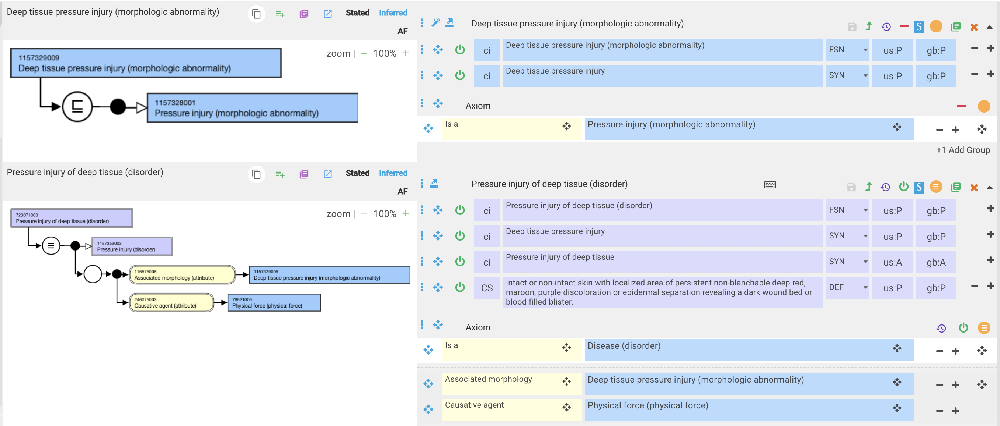 Deep tissue pressure injury (morphologic abnormality)
Stated Inferred
AF
zoom | − 100% +
1157329009
Deep tissue pressure injury (morphologic abnormality)
⊑
1157328001
Pressure injury (morphologic abnormality)
Pressure injury of deep tissue (disorder)
Stated Inferred
AF
zoom | − 100% +
723071003
Pressure injury of deep tissue (disorder)
≡
1157353003
Pressure injury (disorder)
116676008
Associated morphology (attribute)
1157329009
Deep tissue pressure injury (morphologic abnormality)
246075003
Causative agent (attribute)
78621006
Physical force (physical force)
Deep tissue pressure injury (morphologic abnormality)
S
ci Deep tissue pressure injury (morphologic abnormality) FSN us:P gb:P
ci Deep tissue pressure injury SYN us:P gb:P
Axiom
Is a Pressure injury (morphologic abnormality)
+1 Add Group
Pressure injury of deep tissue (disorder)
S
ci Pressure injury of deep tissue (disorder) FSN us:P gb:P
ci Deep tissue pressure injury SYN us:P gb:P
ci Pressure injury of deep tissue SYN us:A gb:A
CS Intact or non-intact skin with localized area of persistent non-blanchable deep red, DEF us:P gb:P
maroon, purple discoloration or epidermal separation revealing a dark wound bed or
blood filled blister.
Axiom
Is a Disease (disorder)
Associated morphology Deep tissue pressure injury (morphologic abnormality)
Causative agent Physical force (physical force)